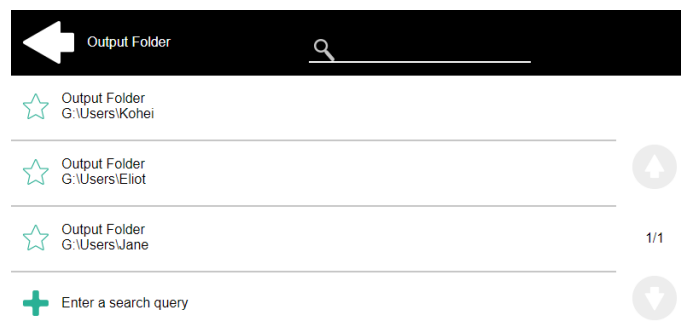 Output Folder
Output Folder
G:\Users\Kohei
Output Folder
G:\Users\Eliot
Output Folder
G:\Users\Jane
1/1
Enter a search query